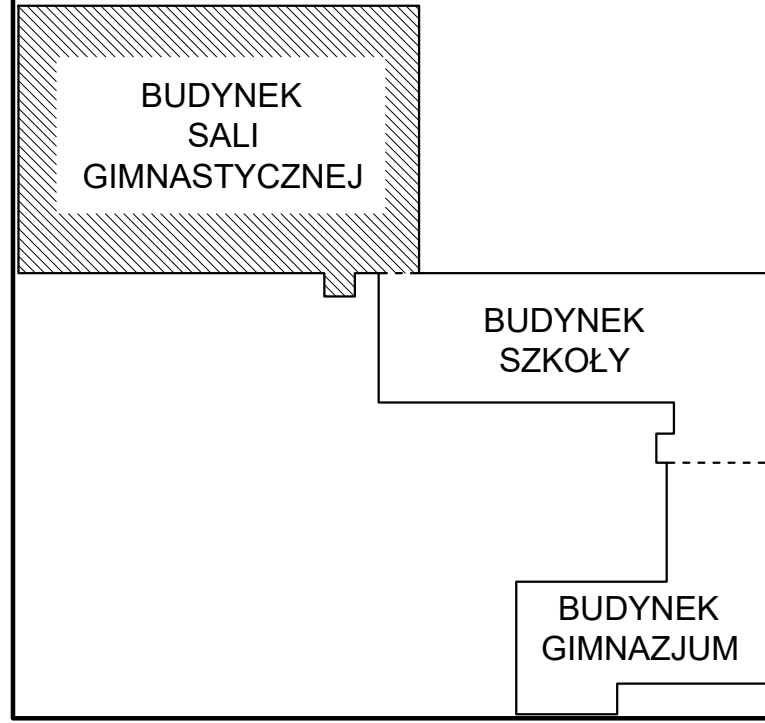 BUDYNEK
SALI
GIMNASTYCZNEJ
BUDYNEK
SZKOŁY
BUDYNEK
GIMNAZJUM